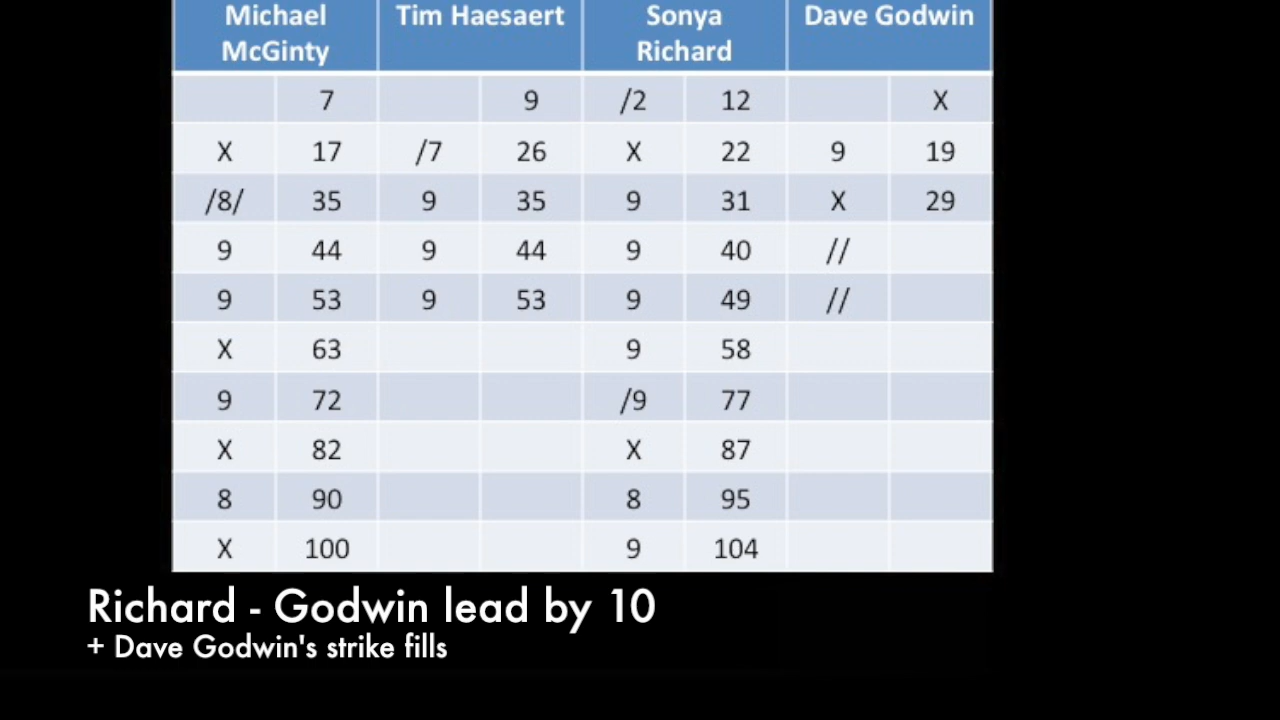 Michael McGinty Tim Haesaert Sonya Richard Dave Godwin
7 9 /2 12 X
X 17 /7 26 X 22 9 19
/8/ 35 9 35 9 31 X 29
9 44 9 44 9 40 //
9 53 9 53 9 49 //
X 63 9 58
9 72 /9 77
X 82 X 87
8 90 8 95
X 100 9 104
Richard - Godwin lead by 10
+ Dave Godwin's strike fills